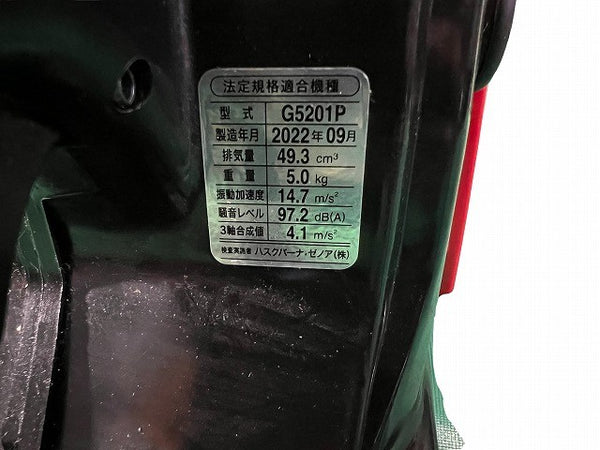 法定規格適合機種
型式 G5201P
製造年月 2022年09月
排気量 49.3 cm³
重量 5.0 kg
振動加速度 14.7 m/s²
騒音レベル 97.2 dB(A)
3軸合成値 4.1 m/s²
検査実施者 ハスクバーナ・ゼノア(株)